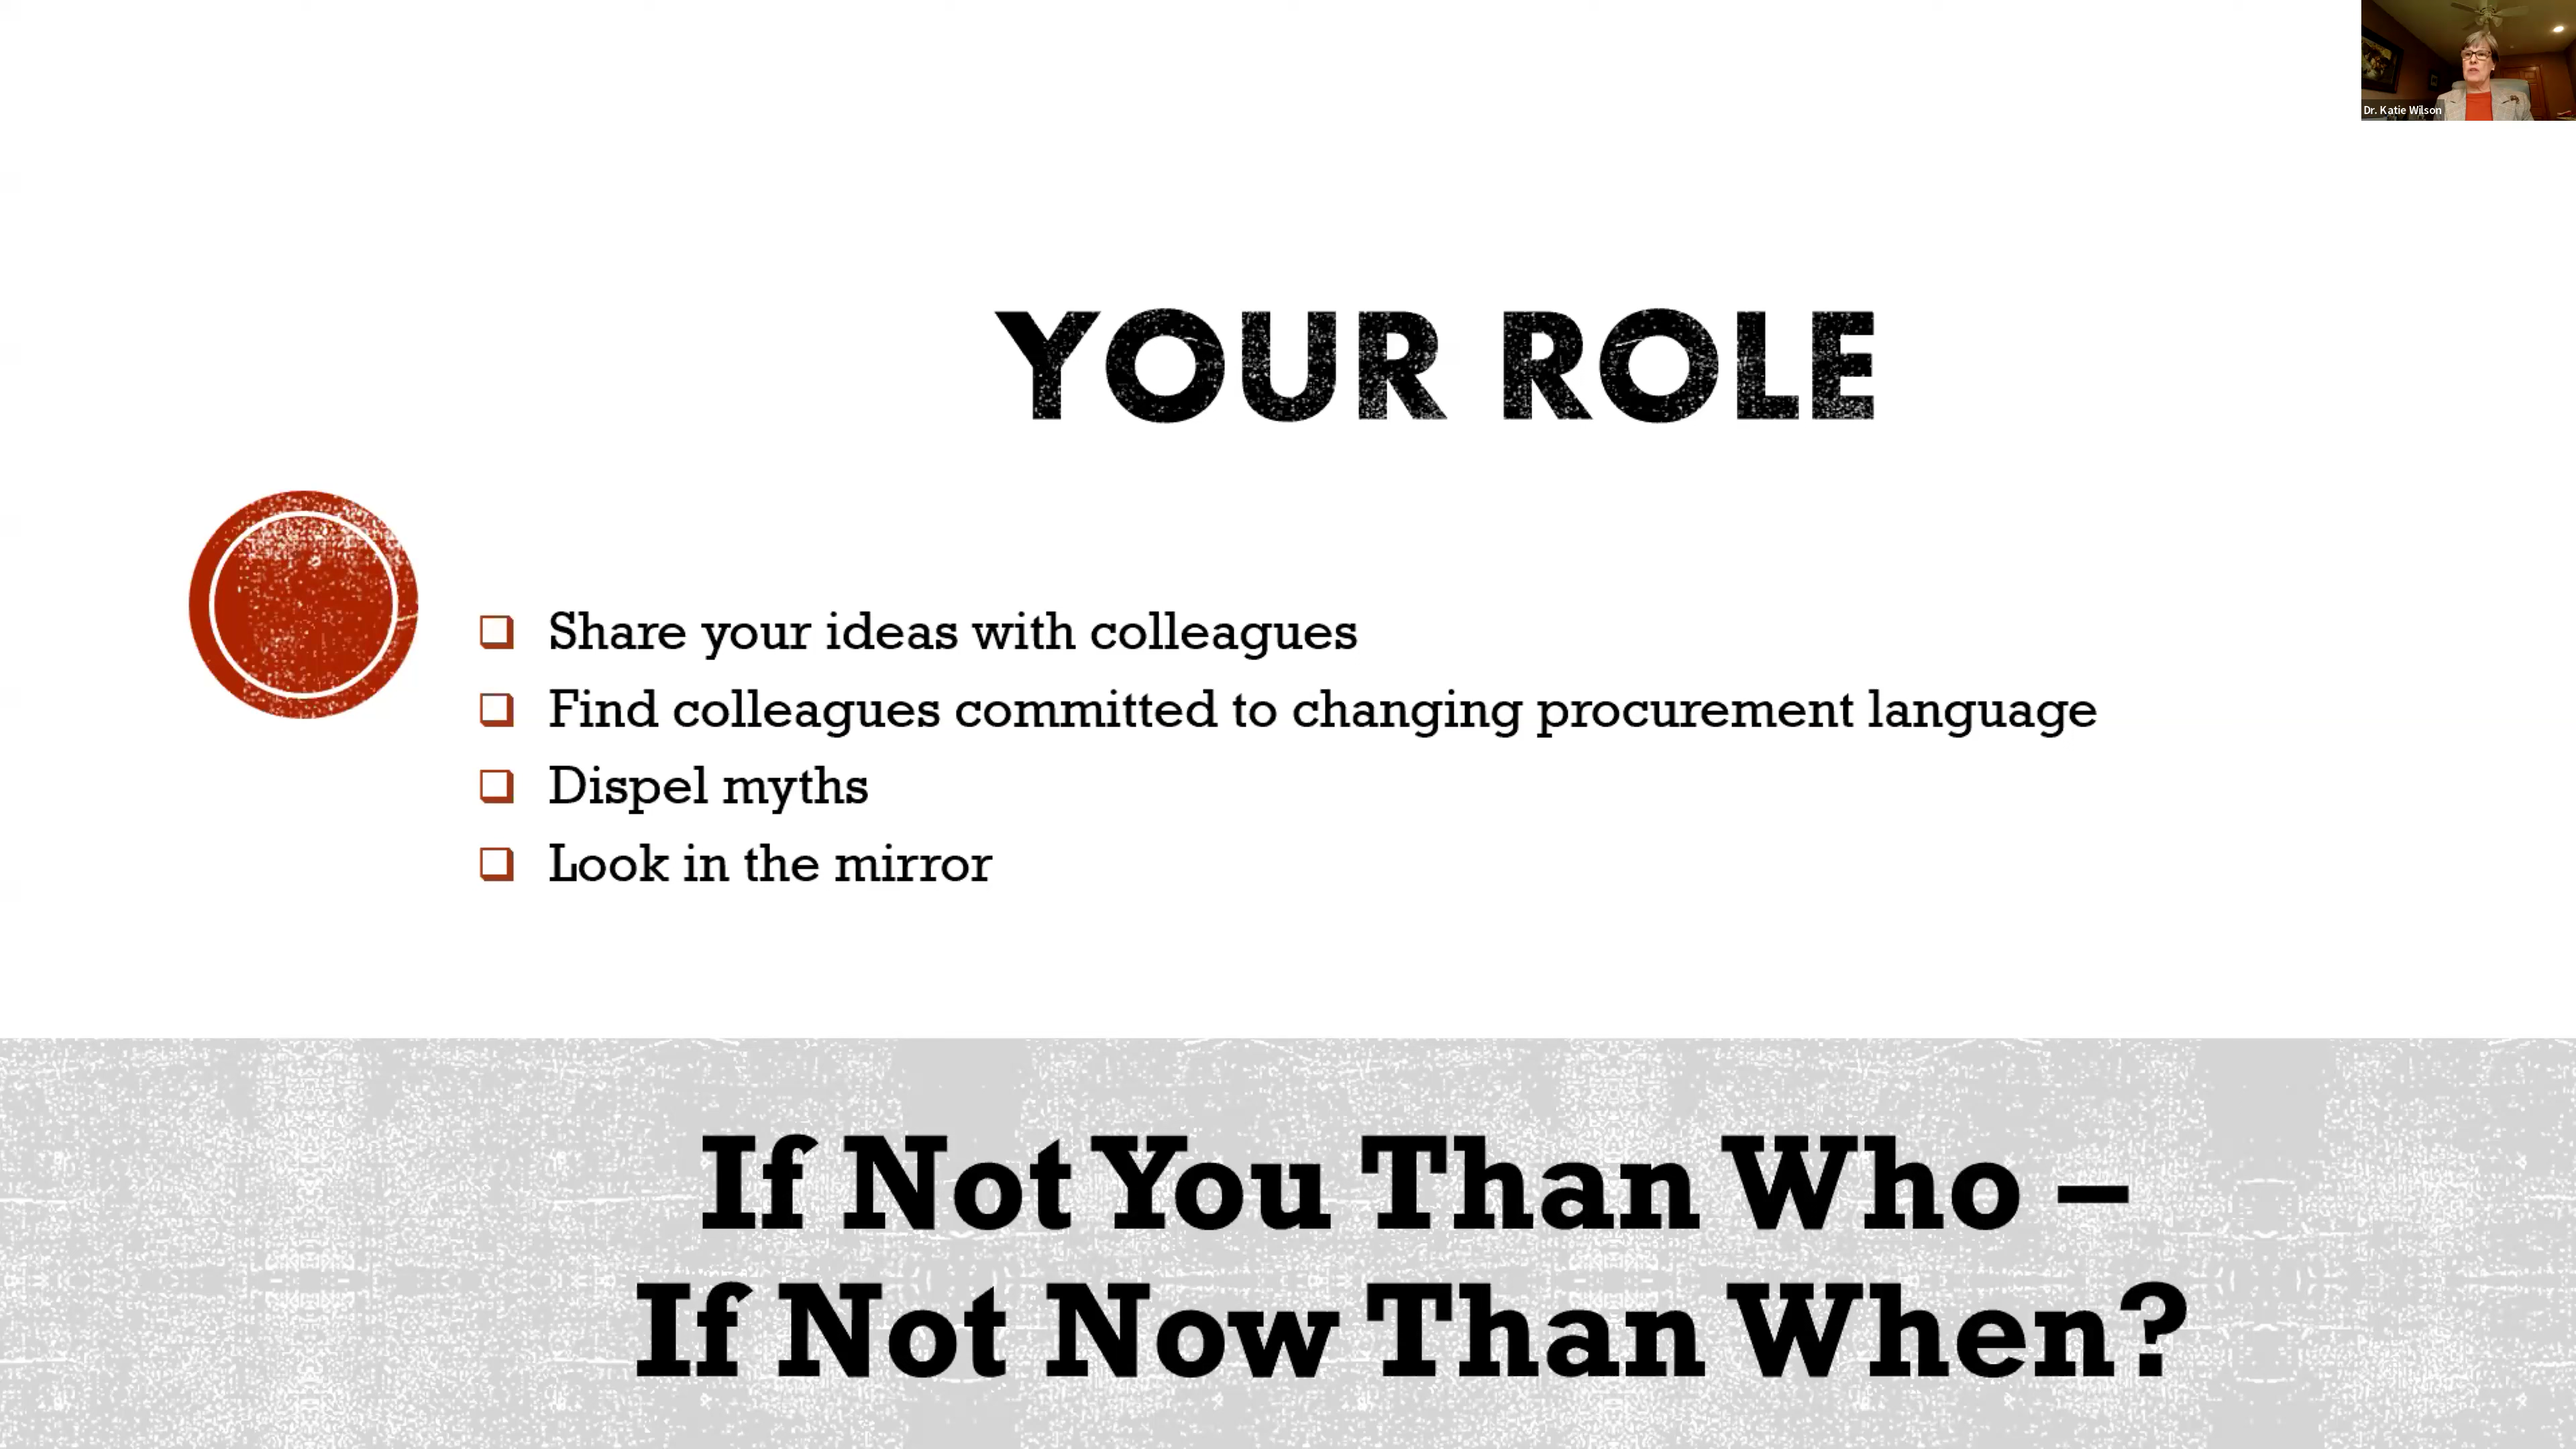 Dr. Katie Wilson
YOUR ROLE
Share your ideas with colleagues
Find colleagues committed to changing procurement language
Dispel myths
Look in the mirror
If Not You Than Who –
If Not Now Than When?